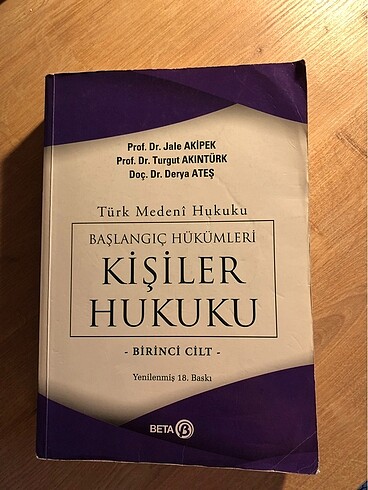 Prof. Dr. Jale AKİPEK
Prof. Dr. Turgut AKINTÜRK
Doç. Dr. Derya ATEŞ
Türk Medenî Hukuku
BAŞLANGIÇ HÜKÜMLERİ
KİŞİLER
HUKUKU
- BİRİNCİ CİLT -
Yenilenmiş 18. Baskı
BETA B